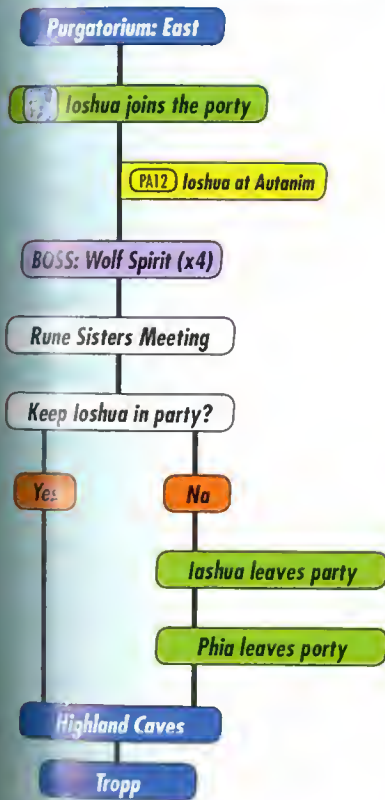 Purgatorium: East
Ioshua joins the porty
PA12 Ioshua at Autanim
BOSS: Wolf Spirit (x4)
Rune Sisters Meeting
Keep Ioshua in party?
Yes
No
Iashua leaves party
Phia leaves porty
Highland Caves
Tropp